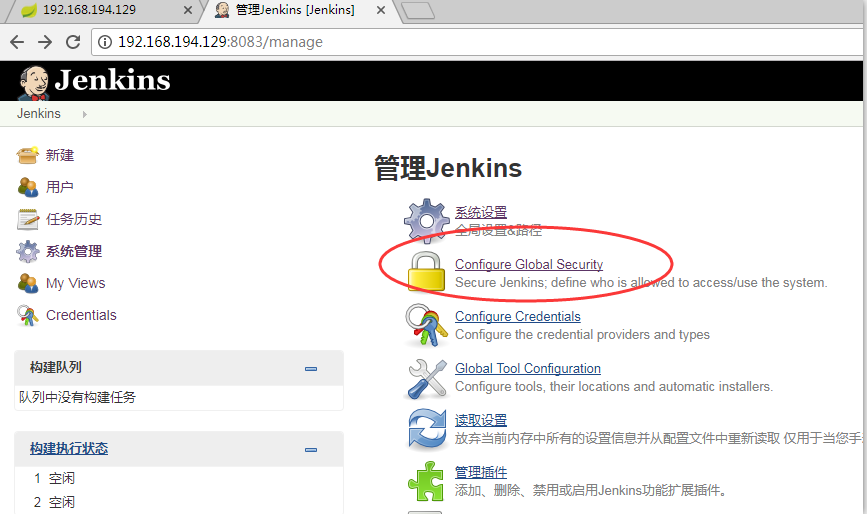 192.168.194.129
管理Jenkins [Jenkins]
192.168.194.129:8083/manage
Jenkins
Jenkins
新建
用户
任务历史
系统管理
My Views
Credentials
构建队列
队列中没有构建任务
构建执行状态
1 空闲
2 空闲
管理Jenkins
系统设置
全局设置&路径
Configure Global Security
Secure Jenkins; define who is allowed to access/use the system.
Configure Credentials
Configure the credential providers and types
Global Tool Configuration
Configure tools, their locations and automatic installers.
读取设置
放弃当前内存中所有的设置信息并从配置文件中重新读取 仅用于当您手
管理插件
添加、删除、禁用或启用Jenkins功能扩展插件。